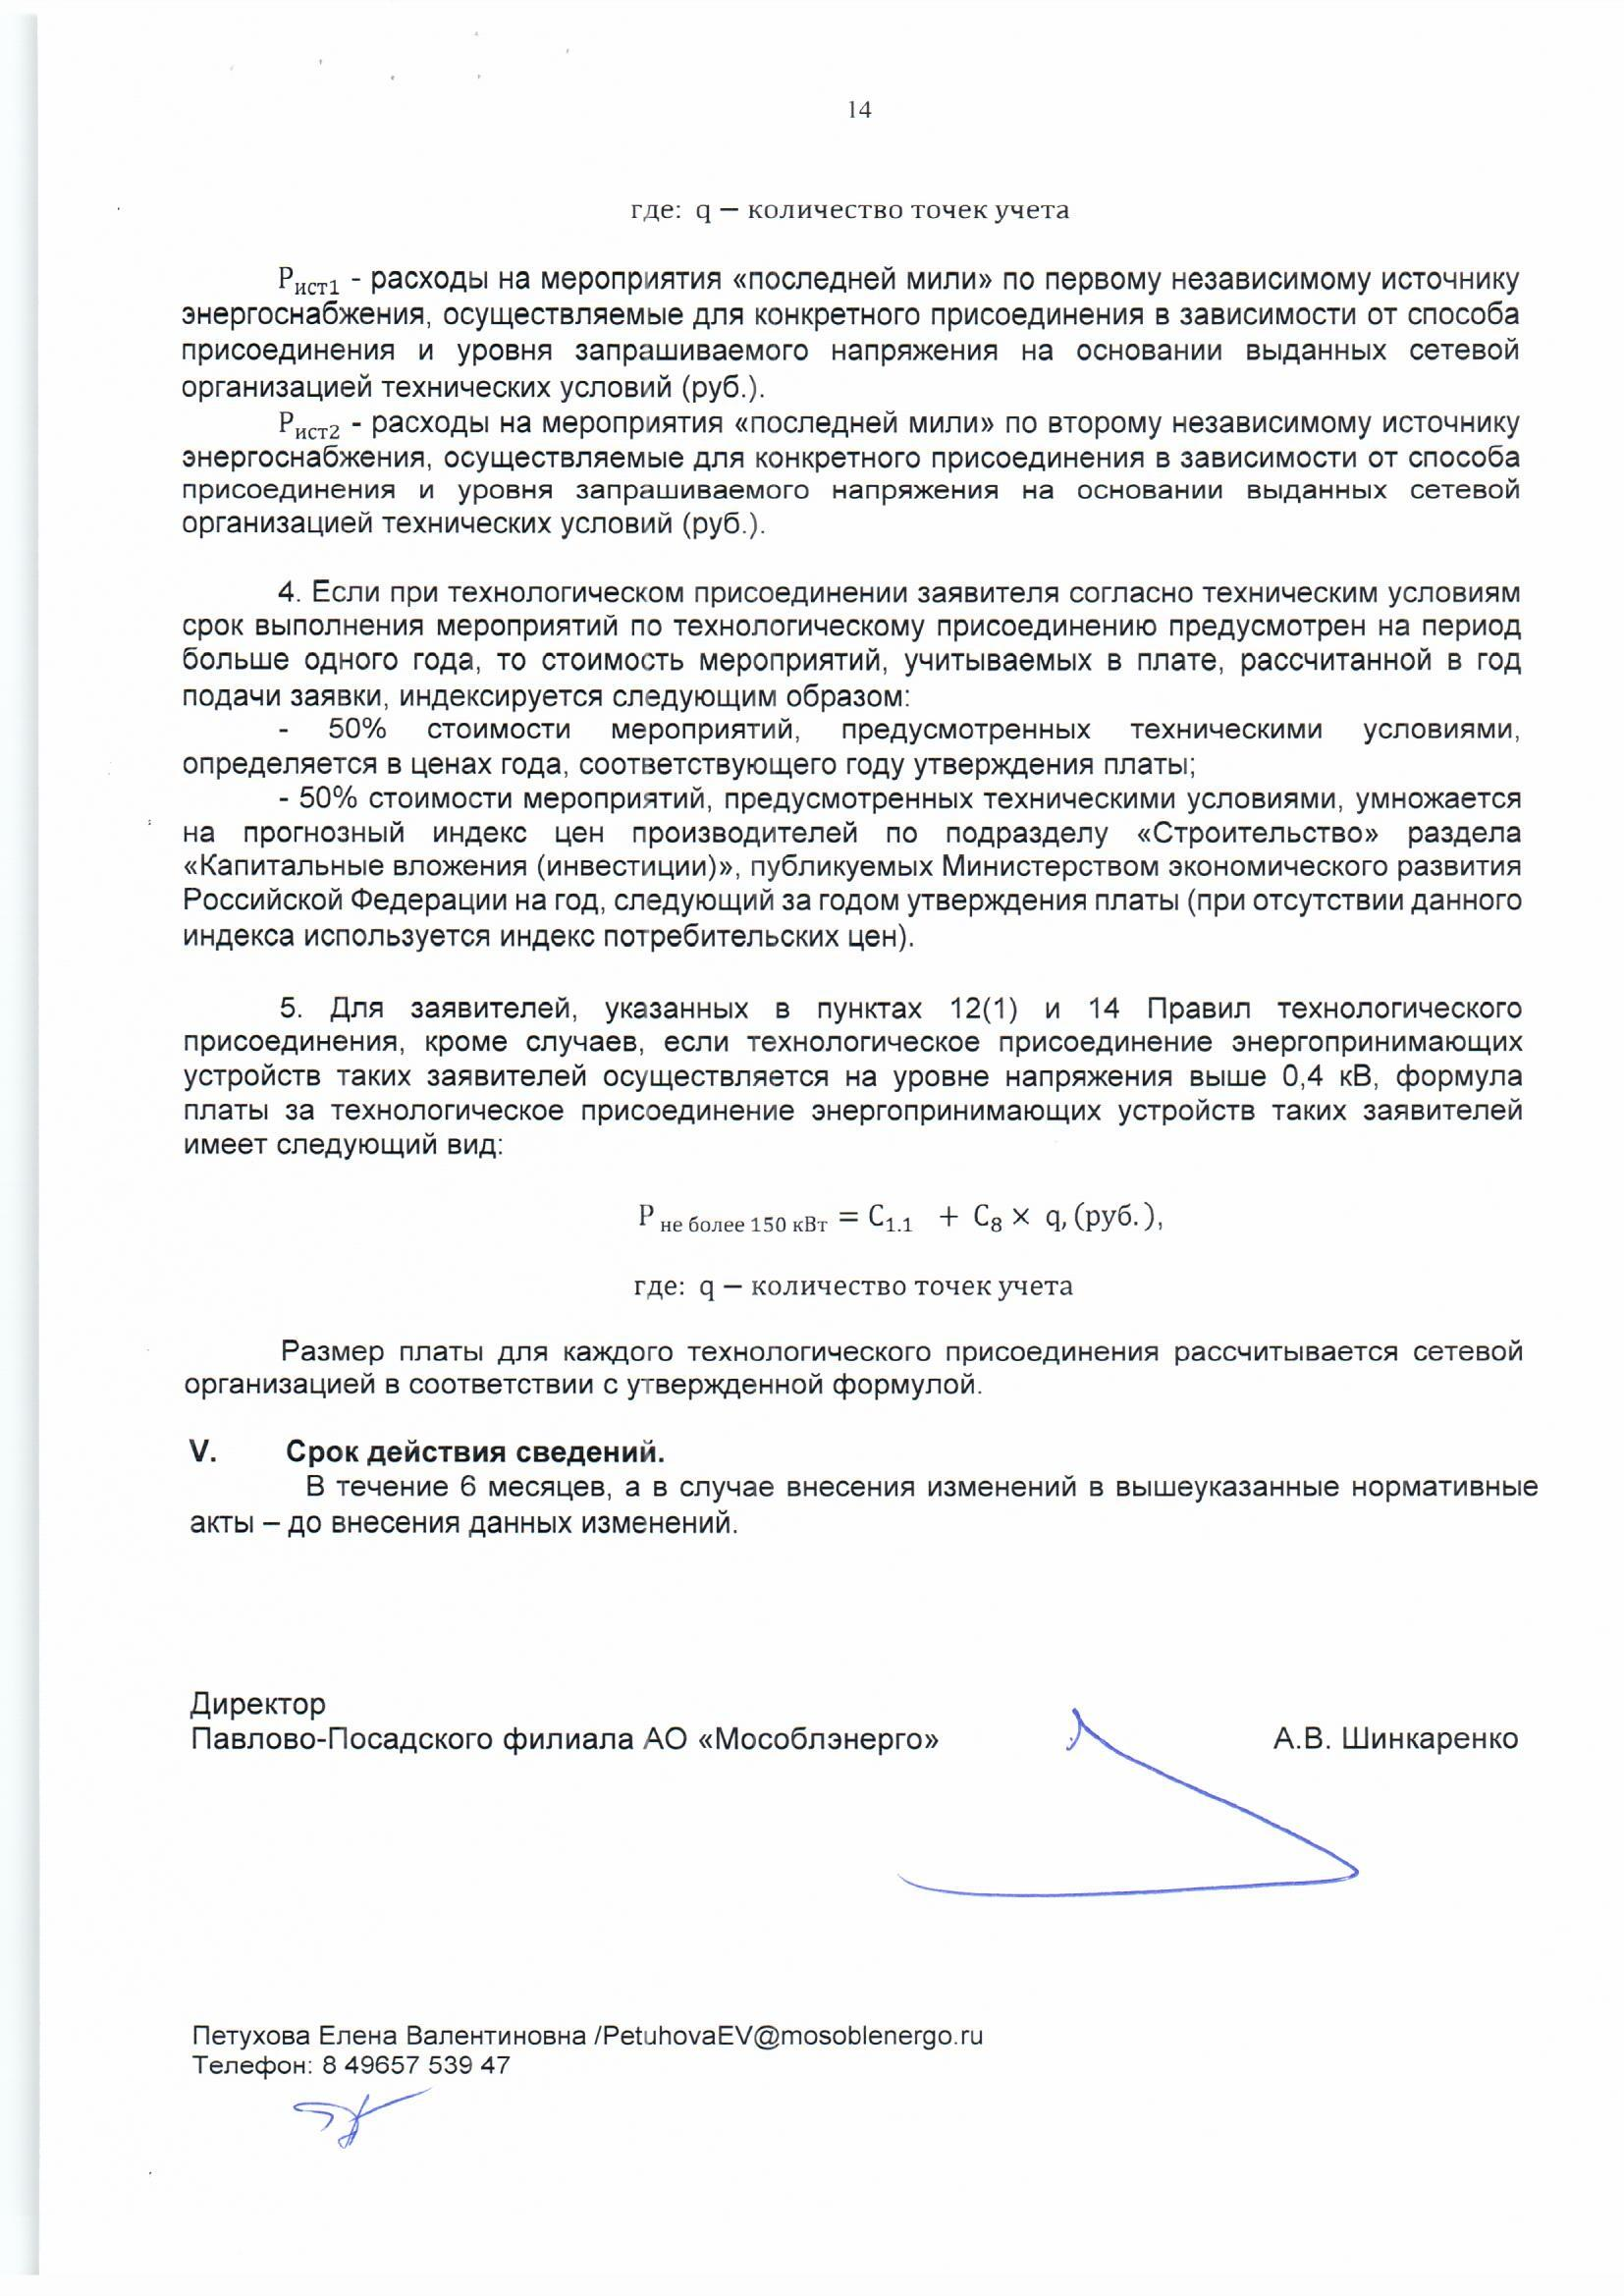 14
где: q – количество точек учета
Рист1 - расходы на мероприятия «последней мили» по первому независимому источнику
энергоснабжения, осуществляемые для конкретного присоединения в зависимости от способа
присоединения и уровня запрашиваемого напряжения на основании выданных сетевой
организацией технических условий (руб.).
Рист2 - расходы на мероприятия «последней мили» по второму независимому источнику
энергоснабжения, осуществляемые для конкретного присоединения в зависимости от способа
присоединения и уровня запрашиваемого напряжения на основании выданных сетевой
организацией технических условий (руб.).
4. Если при технологическом присоединении заявителя согласно техническим условиям
срок выполнения мероприятий по технологическому присоединению предусмотрен на период
больше одного года, то стоимость мероприятий, учитываемых в плате, рассчитанной в год
подачи заявки, индексируется следующим образом:
- 50% стоимости мероприятий, предусмотренных техническими условиями,
определяется в ценах года, соответствующего году утверждения платы;
- 50% стоимости мероприятий, предусмотренных техническими условиями, умножается
на прогнозный индекс цен производителей по подразделу «Строительство» раздела
«Капитальные вложения (инвестиции)», публикуемых Министерством экономического развития
Российской Федерации на год, следующий за годом утверждения платы (при отсутствии данного
индекса используется индекс потребительских цен).
5. Для заявителей, указанных в пунктах 12(1) и 14 Правил технологического
присоединения, кроме случаев, если технологическое присоединение энергопринимающих
устройств таких заявителей осуществляется на уровне напряжения выше 0,4 кВ, формула
платы за технологическое присоединение энергопринимающих устройств таких заявителей
имеет следующий вид:
Р не более 150 кВт = С1.1 + С8 × q, (руб.),
где: q – количество точек учета
Размер платы для каждого технологического присоединения рассчитывается сетевой
организацией в соответствии с утвержденной формулой.
V. Срок действия сведений.
В течение 6 месяцев, а в случае внесения изменений в вышеуказанные нормативные
акты – до внесения данных изменений.
Директор
Павлово-Посадского филиала АО «Мособлэнерго» А.В. Шинкаренко
Петухова Елена Валентиновна /PetuhovaEV@mosoblenergo.ru
Телефон: 8 49657 539 47